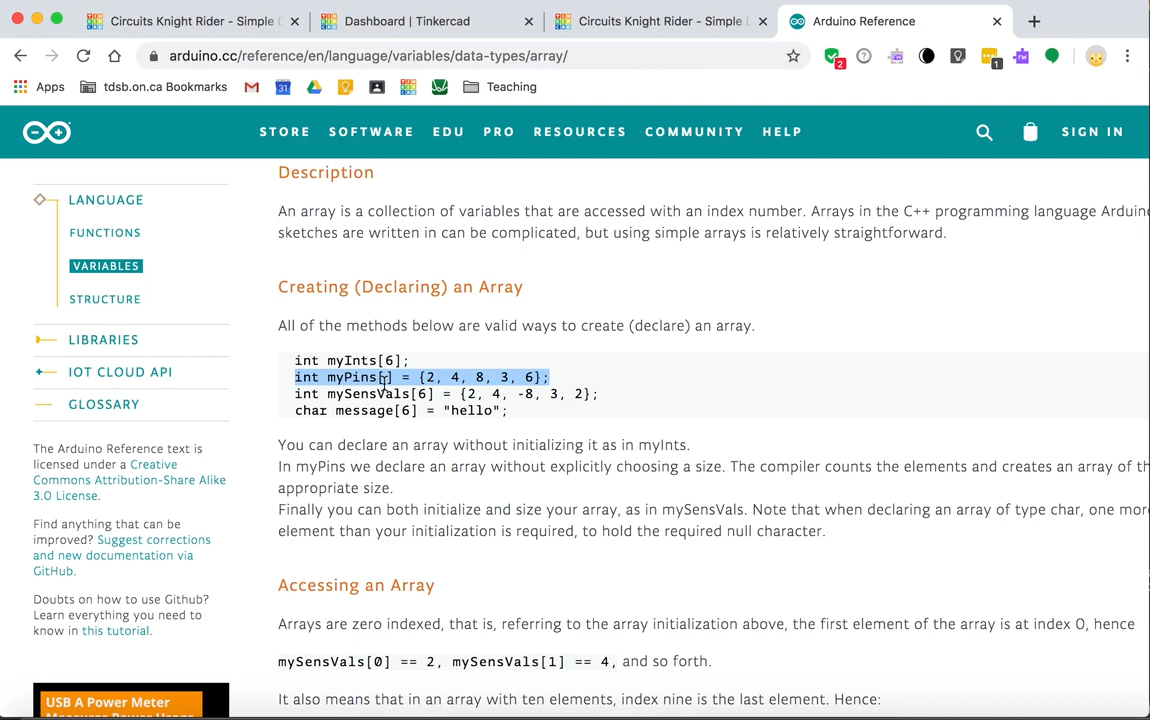 Circuits Knight Rider - Simple D
Dashboard | Tinkercad
Circuits Knight Rider - Simple D
Arduino Reference
arduino.cc/reference/en/language/variables/data-types/array/
2
1
Apps
tdsb.on.ca Bookmarks
31
Teaching
STORE SOFTWARE EDU PRO RESOURCES COMMUNITY HELP
SIGN IN
LANGUAGE
FUNCTIONS
VARIABLES
STRUCTURE
LIBRARIES
IOT CLOUD API
GLOSSARY
The Arduino Reference text is
licensed under a Creative
Commons Attribution-Share Alike
3.0 License.
Find anything that can be
improved? Suggest corrections
and new documentation via
GitHub.
Doubts on how to use Github?
Learn everything you need to
know in this tutorial.
USB A Power Meter
Measures Power Usage
Description
An array is a collection of variables that are accessed with an index number. Arrays in the C++ programming language Arduin
sketches are written in can be complicated, but using simple arrays is relatively straightforward.
Creating (Declaring) an Array
All of the methods below are valid ways to create (declare) an array.
int myInts[6];
int myPins[] = {2, 4, 8, 3, 6};
int mySensVals[6] = {2, 4, -8, 3, 2};
char message[6] = "hello";
You can declare an array without initializing it as in myInts.
In myPins we declare an array without explicitly choosing a size. The compiler counts the elements and creates an array of th
appropriate size.
Finally you can both initialize and size your array, as in mySensVals. Note that when declaring an array of type char, one mor
element than your initialization is required, to hold the required null character.
Accessing an Array
Arrays are zero indexed, that is, referring to the array initialization above, the first element of the array is at index 0, hence
mySensVals[0] == 2, mySensVals[1] == 4, and so forth.
It also means that in an array with ten elements, index nine is the last element. Hence: